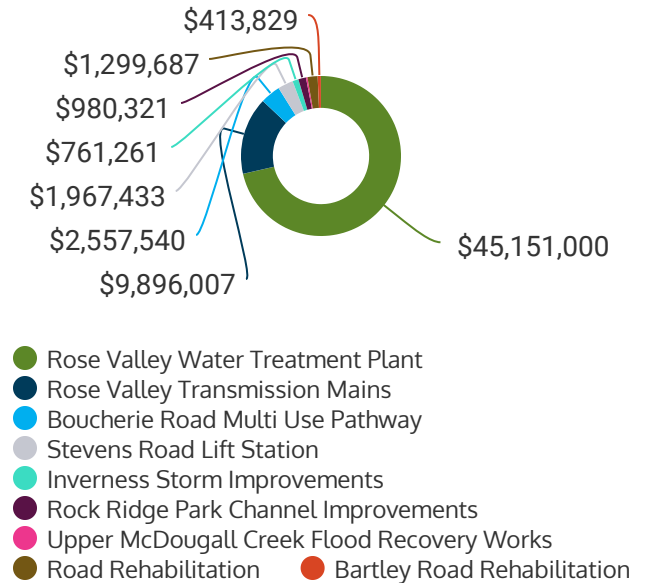 $413,829
$1,299,687
$980,321
$761,261
$1,967,433
$2,557,540
$9,896,007
$45,151,000
Rose Valley Water Treatment Plant
Rose Valley Transmission Mains
Boucherie Road Multi Use Pathway
Stevens Road Lift Station
Inverness Storm Improvements
Rock Ridge Park Channel Improvements
Upper McDougall Creek Flood Recovery Works
Road Rehabilitation Bartley Road Rehabilitation